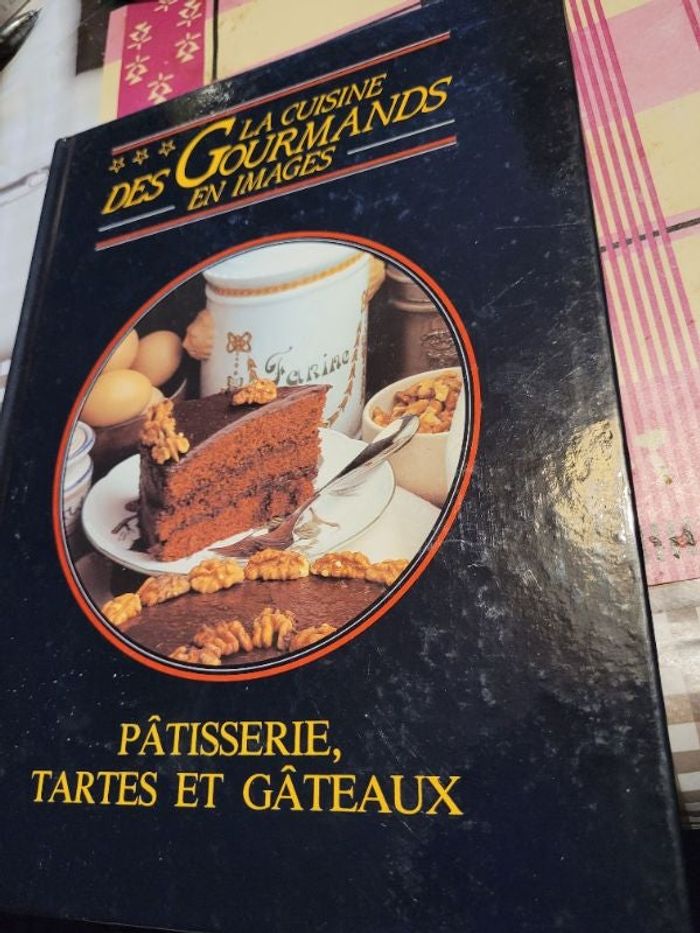 LA CUISINE
DES GOURMANDS
EN IMAGES
Farine
PÂTISSERIE,
TARTES ET GÂTEAUX